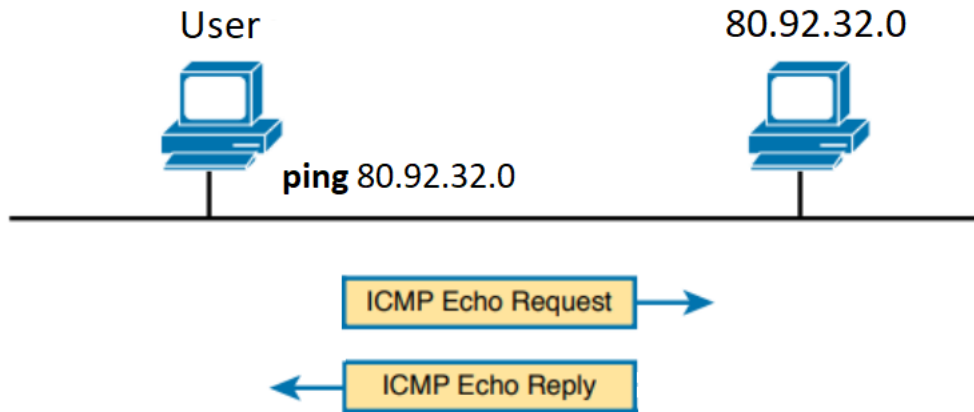 User
80.92.32.0
ping 80.92.32.0
ICMP Echo Request
ICMP Echo Reply